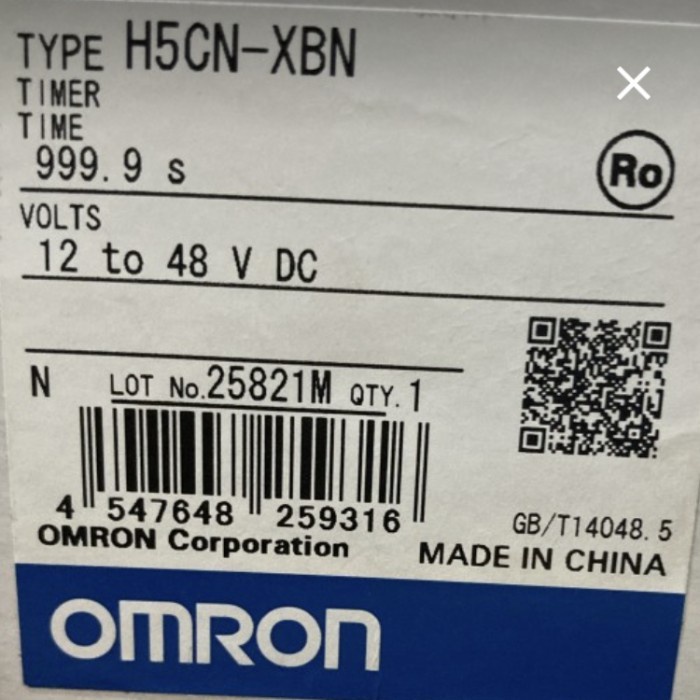 TYPE H5CN-XBN
TIMER
TIME
999.9 s
Ro
VOLTS
12 to 48 V DC
N LOT No.25821M QTY.1
4 547648 259316
GB/T14048.5
OMRON Corporation
MADE IN CHINA
OMRON